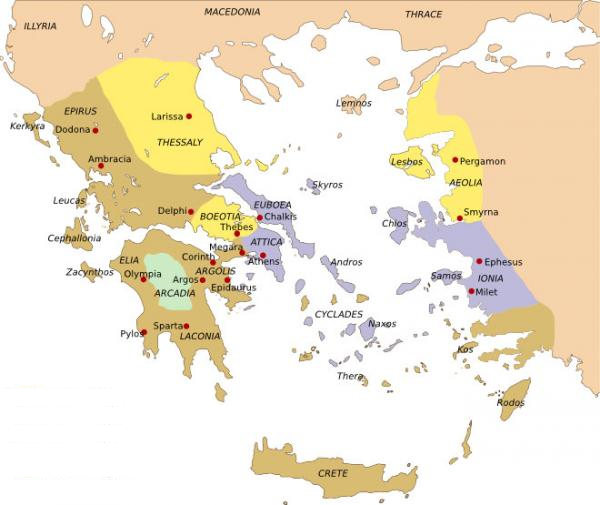 MACEDONIA
THRACE
ILLYRIA
Lemnos
EPIRUS
Larissa
Kerkyra
Dodona
THESSALY
Ambracia
Lesbos
Pergamon
AEOLIA
Skyros
Leucas
EUBOEA
Delphi
BOEOTIA
Chalkis
Smyrna
Thebes
Chios
Cephallonia
ATTICA
Megara
Athens
Corinth
ELIA
Andros
Ephesus
Zacynthos
Olympia
ARGOLIS
Samos
IONIA
Argos
Epidaurus
ARCADIA
Milet
CYCLADES
Naxos
Sparta
Pylos
LACONIA
Kos
Thera
Rodos
CRETE